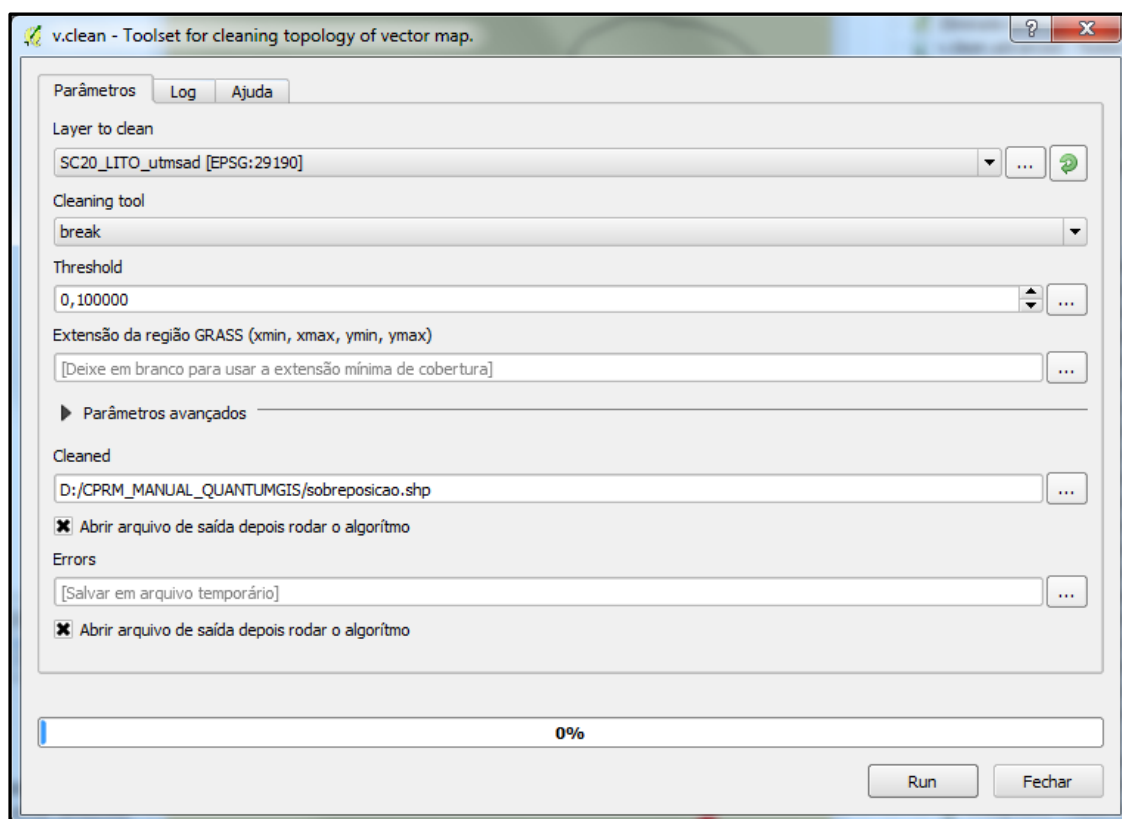 v.clean - Toolset for cleaning topology of vector map.
Parâmetros Log Ajuda
Layer to clean
SC20_LITO_utmsad [EPSG:29190]
...
Cleaning tool
break
Threshold
0,100000
...
Extensão da região GRASS (xmin, xmax, ymin, ymax)
[Deixe em branco para usar a extensão mínima de cobertura]
...
Parâmetros avançados
Cleaned
D:/CPRM_MANUAL_QUANTUMGIS/sobreposicao.shp
...
Abrir arquivo de saída depois rodar o algorítmo
Errors
[Salvar em arquivo temporário]
...
Abrir arquivo de saída depois rodar o algorítmo
0%
Run Fechar